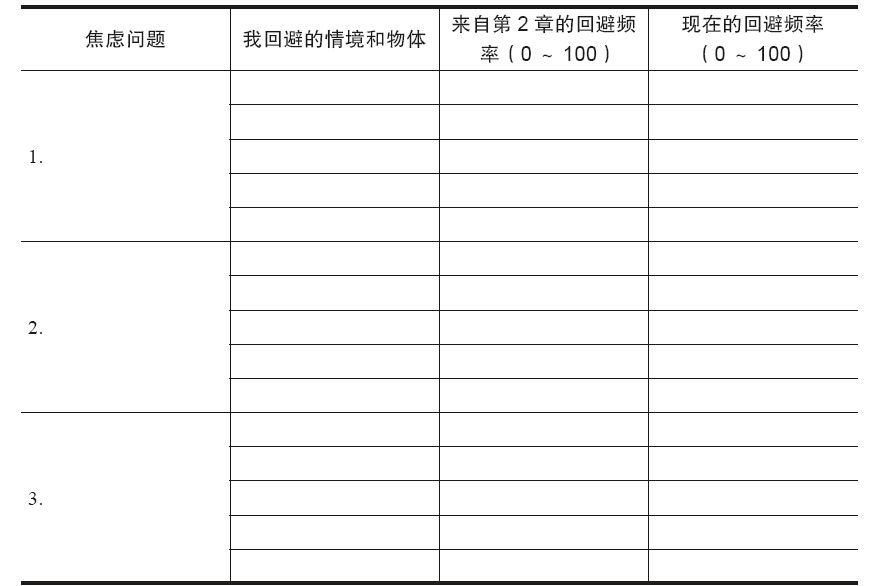 焦虑问题
我回避的情境和物体
来自第 2 章的回避频
率（0 ~ 100）
现在的回避频率
（0 ~ 100）
1.
2.
3.